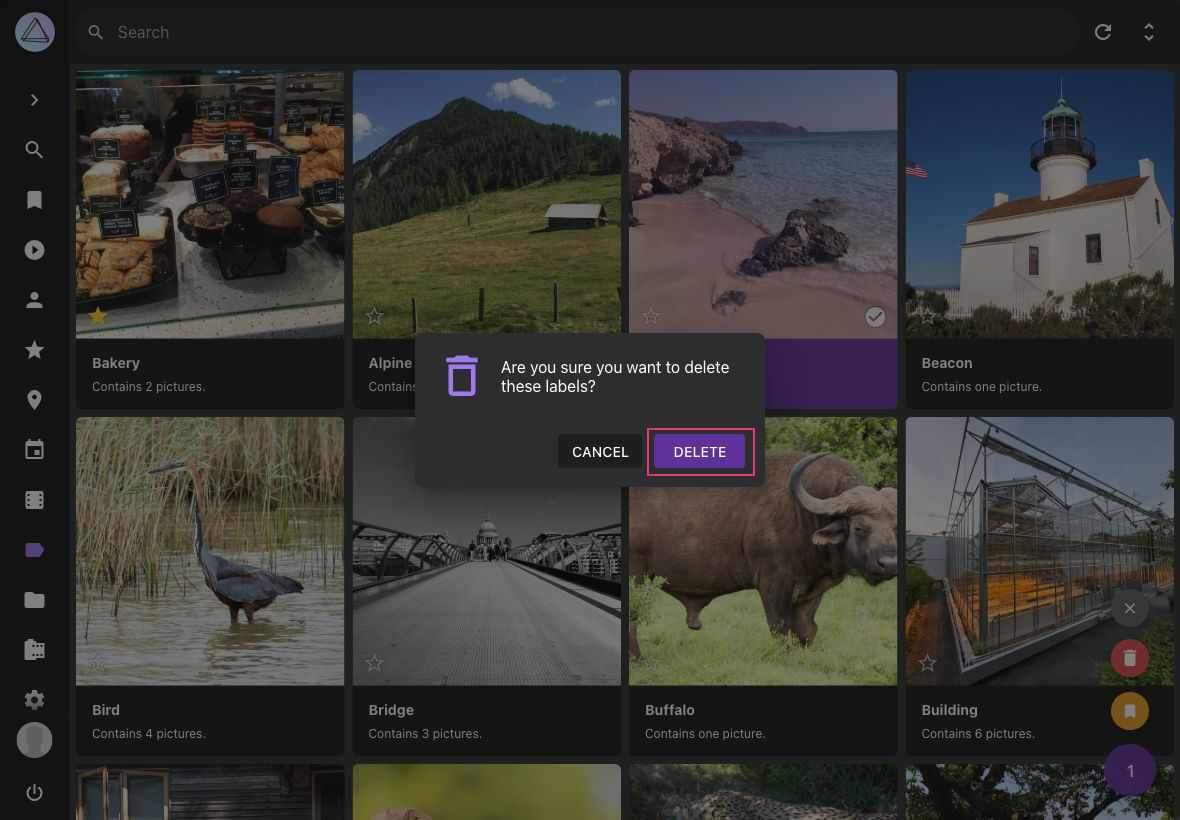 Search
Bakery
Contains 2 pictures.
Alpine
Beacon
Contains one picture.
Are you sure you want to delete
these labels?
CANCEL
DELETE
Bird
Contains 4 pictures.
Bridge
Contains 3 pictures.
Buffalo
Contains one picture.
Building
Contains 6 pictures.
1